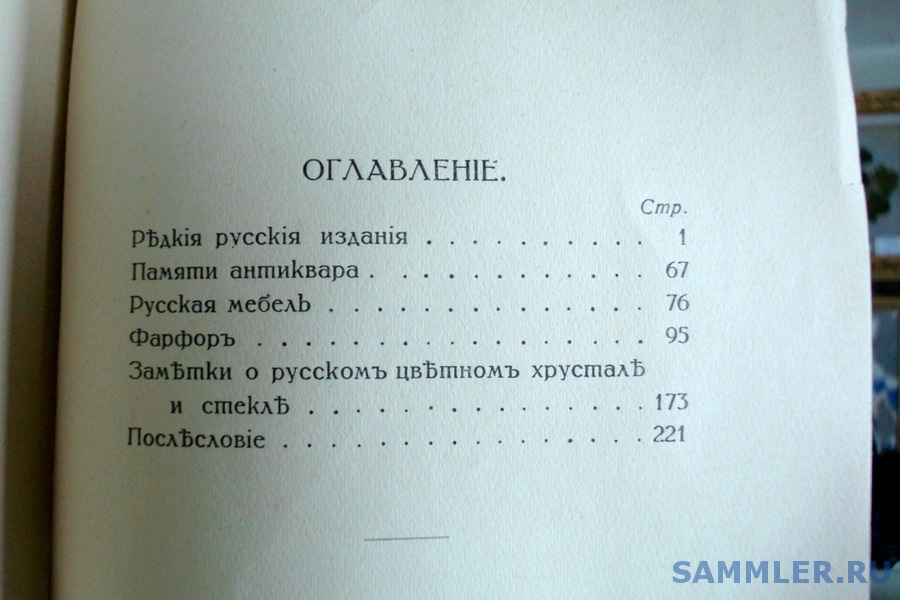 ОГЛАВЛЕНІЕ.
Стр.
Рѣдкія русскія изданія . . . . . . . . . . 1
Памяти антиквара . . . . . . . . . . . 67
Русская мебель . . . . . . . . . . . . . 76
Фарфоръ . . . . . . . . . . . . . . . . 95
Замѣтки о русскомъ цвѣтномъ хрусталѣ
и стеклѣ . . . . . . . . . . . . . . 173
Послѣсловіе . . . . . . . . . . . . . . . 221
SAMMLER.RU